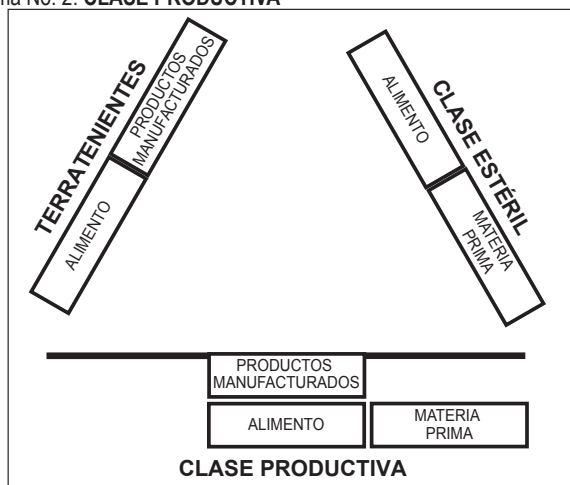 ma No. 2. CLASE PRODUCTIVA
TERRATENIENTES
PRODUCTOS
MANUFACTURADOS
ALIMENTO
CLASE ESTÉRIL
ALIMENTO
MATERIA
PRIMA
PRODUCTOS
MANUFACTURADOS
ALIMENTO
MATERIA
PRIMA
CLASE PRODUCTIVA